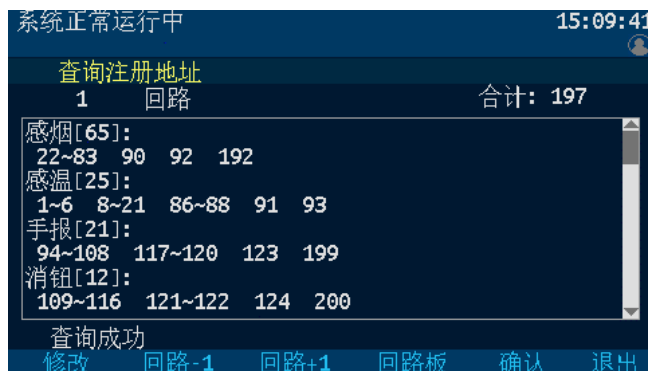 系统正常运行中 15:09:41
查询注册地址
1 回路 合计: 197
感烟[65]:
22~83 90 92 192
感温[25]:
1~6 8~21 86~88 91 93
手报[21]:
94~108 117~120 123 199
消钮[12]:
109~116 121~122 124 200
查询成功
修改 回路-1 回路+1 回路板 确认 退出